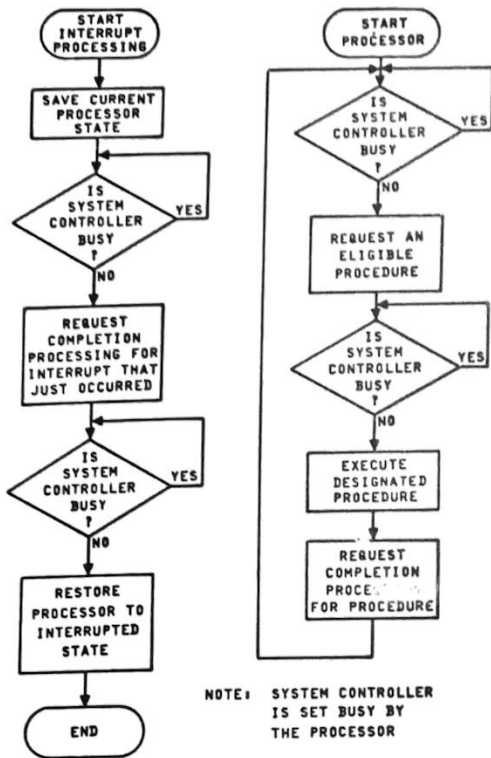 START
INTERRUPT
PROCESSING
SAVE CURRENT
PROCESSOR
STATE
IS
SYSTEM
CONTROLLER
BUSY
?
YES
NO
REQUEST
COMPLETION
PROCESSING FOR
INTERRUPT THAT
JUST OCCURRED
IS
SYSTEM
CONTROLLER
BUSY
?
YES
NO
RESTORE
PROCESSOR TO
INTERRUPTED
STATE
END
START
PROCESSOR
IS
SYSTEM
CONTROLLER
BUSY
?
YES
NO
REQUEST AN
ELIGIBLE
PROCEDURE
IS
SYSTEM
CONTROLLER
BUSY
?
YES
NO
EXECUTE
DESIGNATED
PROCEDURE
REQUEST
COMPLETION
FOR PROCEDURE
NOTE: SYSTEM CONTROLLER
IS SET BUSY BY
THE PROCESSOR